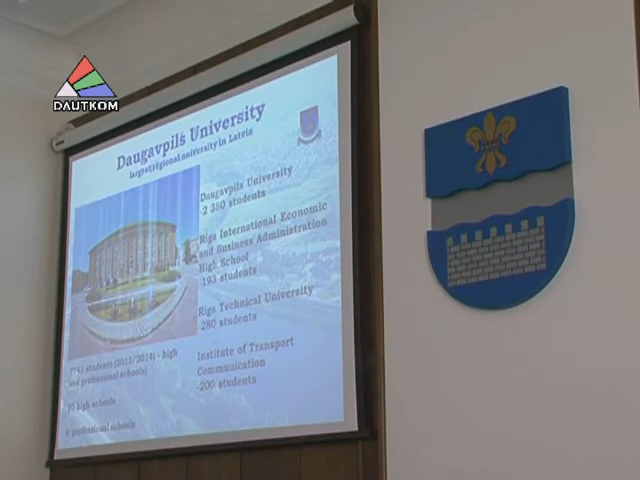 DAUTKOM
Daugavpils University
largest regional university in Latvia
Daugavpils University
-2 380 students
Riga International Economic
and Business Administration
High School
-193 students
Riga Technical University
280 students
Institute of Transport
Communication
-200 students
students (2013/2014) - high
and professional schools)
high schools
professional schools